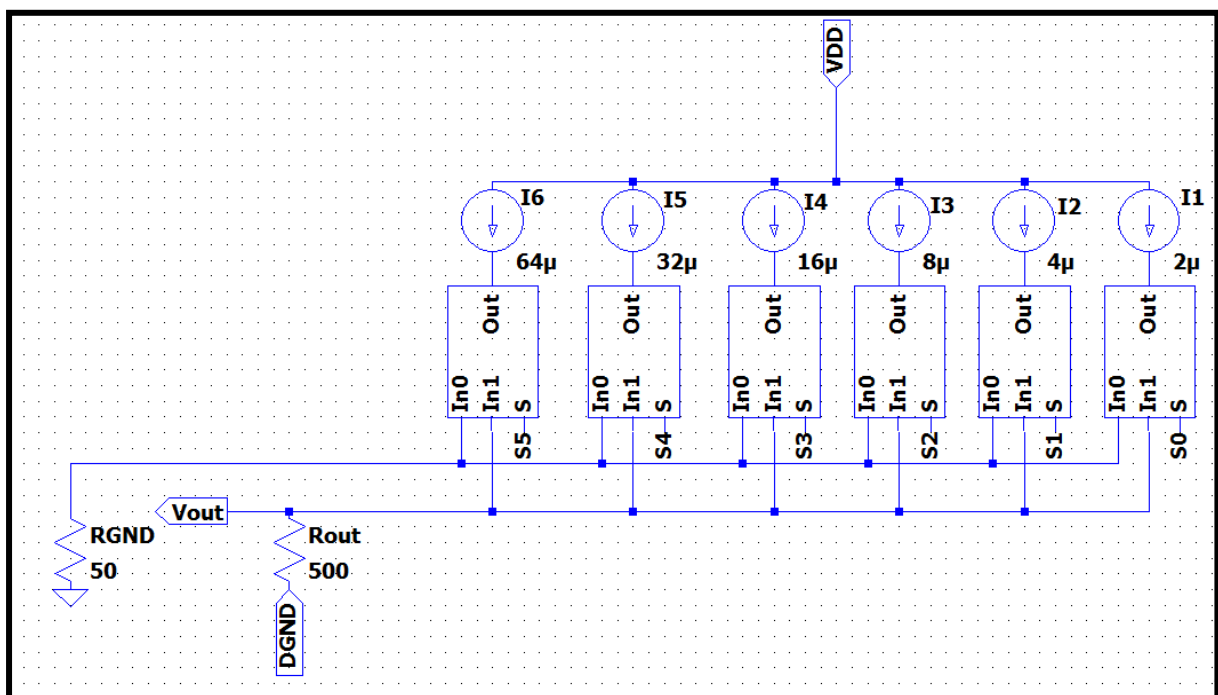 VDD
I6
I5
I4
I3
I2
I1
64µ
32µ
16µ
8µ
4µ
2µ
Out
Out
Out
Out
Out
Out
In0 In1 S
In0 In1 S
In0 In1 S
In0 In1 S
In0 In1 S
In0 In1 S
S5
S4
S3
S2
S1
S0
Vout
RGND
50
Rout
500
DGND